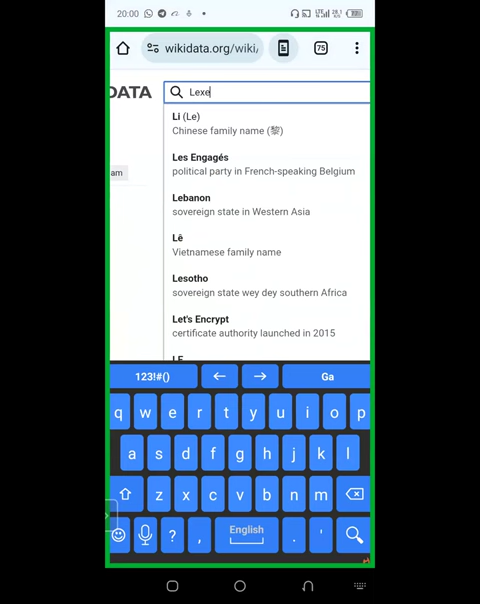 20:00
wikidata.org/wiki/
75
DATA
Lexe
am
Li (Le)
Chinese family name (黎)
Les Engagés
political party in French-speaking Belgium
Lebanon
sovereign state in Western Asia
Lê
Vietnamese family name
Lesotho
sovereign state wey dey southern Africa
Let's Encrypt
certificate authority launched in 2015
LE
123!#()
← → Ga
q w e r t y u i o p
a s d f g h j k l
z x c v b n m
? , English . '